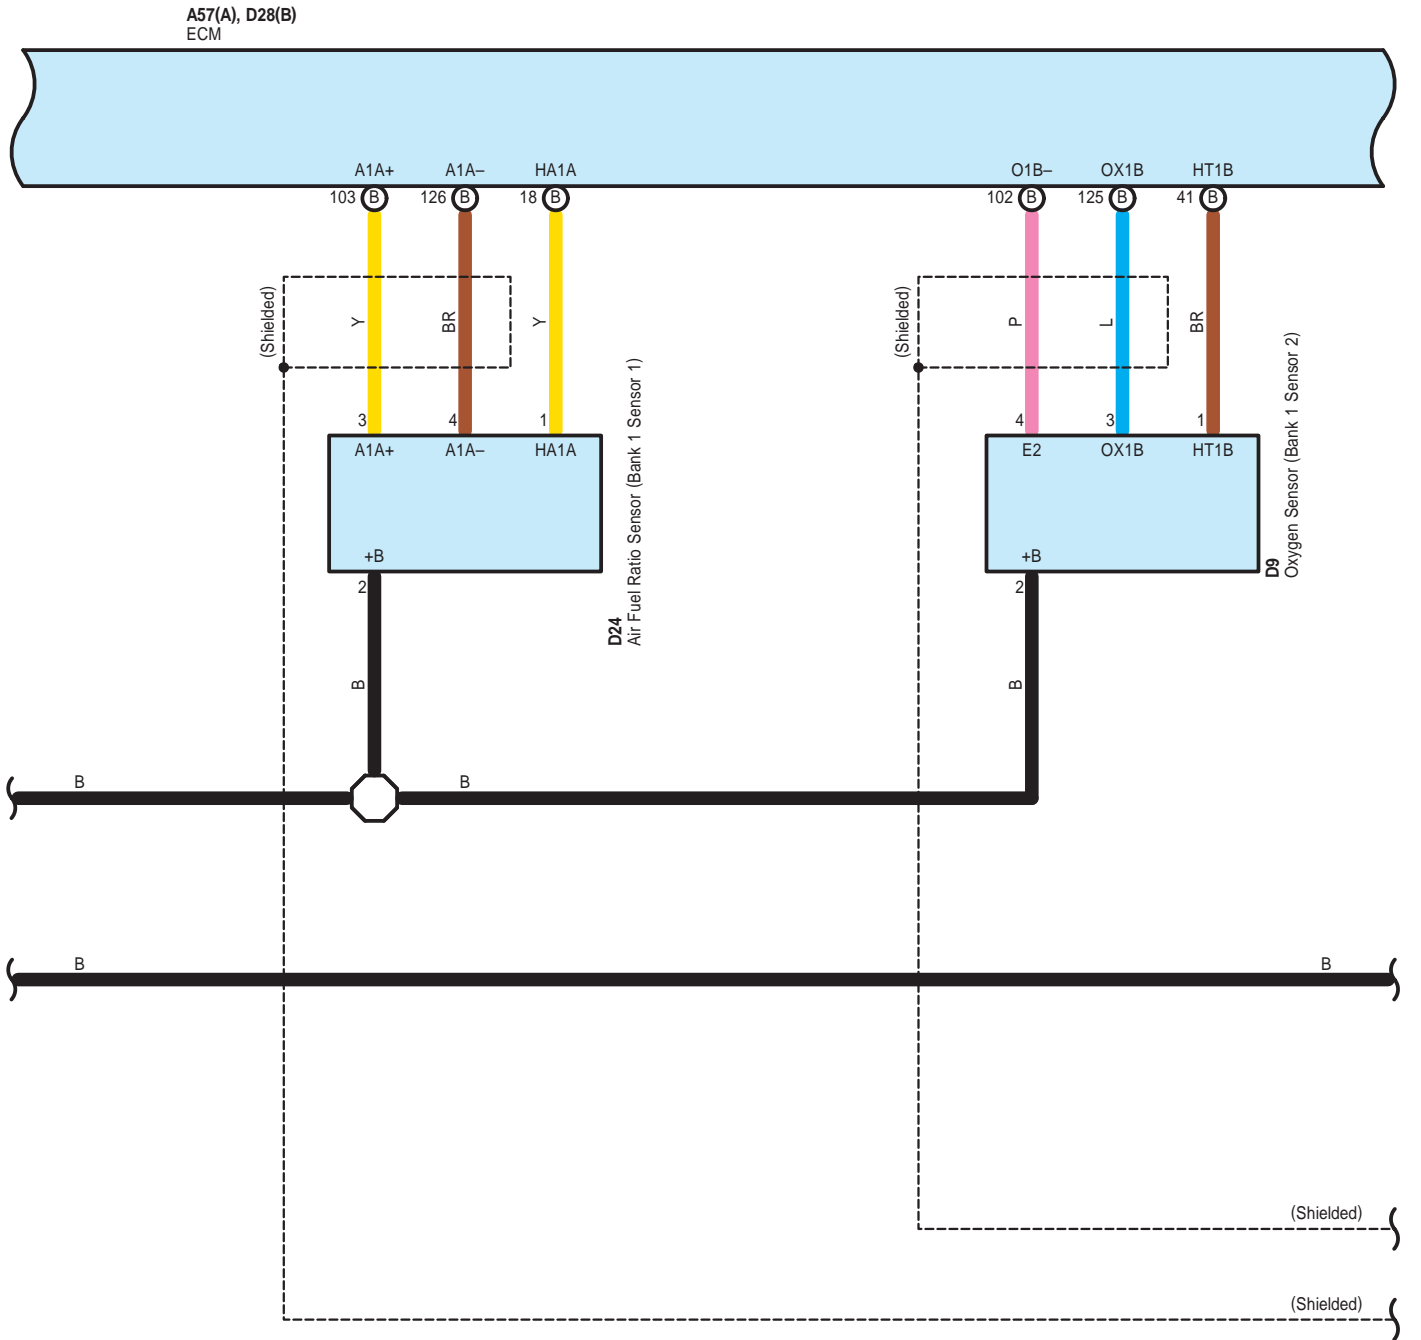 A57(A), D28(B)
ECM
A1A+ A1A– HA1A O1B– OX1B HT1B
103 B 126 B 18 B 102 B 125 B 41 B
(Shielded)
Y
BR
Y
(Shielded)
P
L
BR
3 4 1 4 3 1
A1A+ A1A– HA1A E2 OX1B HT1B
+B +B
2 2
D24
Air Fuel Ratio Sensor (Bank 1 Sensor 1)
D9
Oxygen Sensor (Bank 1 Sensor 2)
B B
B B
B B
(Shielded)
(Shielded)